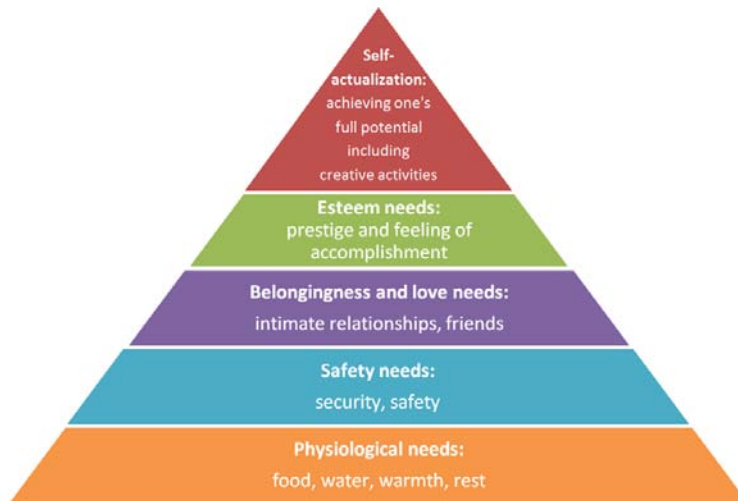 Self-
actualization:
achieving one's
full potential
including
creative activities
Esteem needs:
prestige and feeling of
accomplishment
Belongingness and love needs:
intimate relationships, friends
Safety needs:
security, safety
Physiological needs:
food, water, warmth, rest